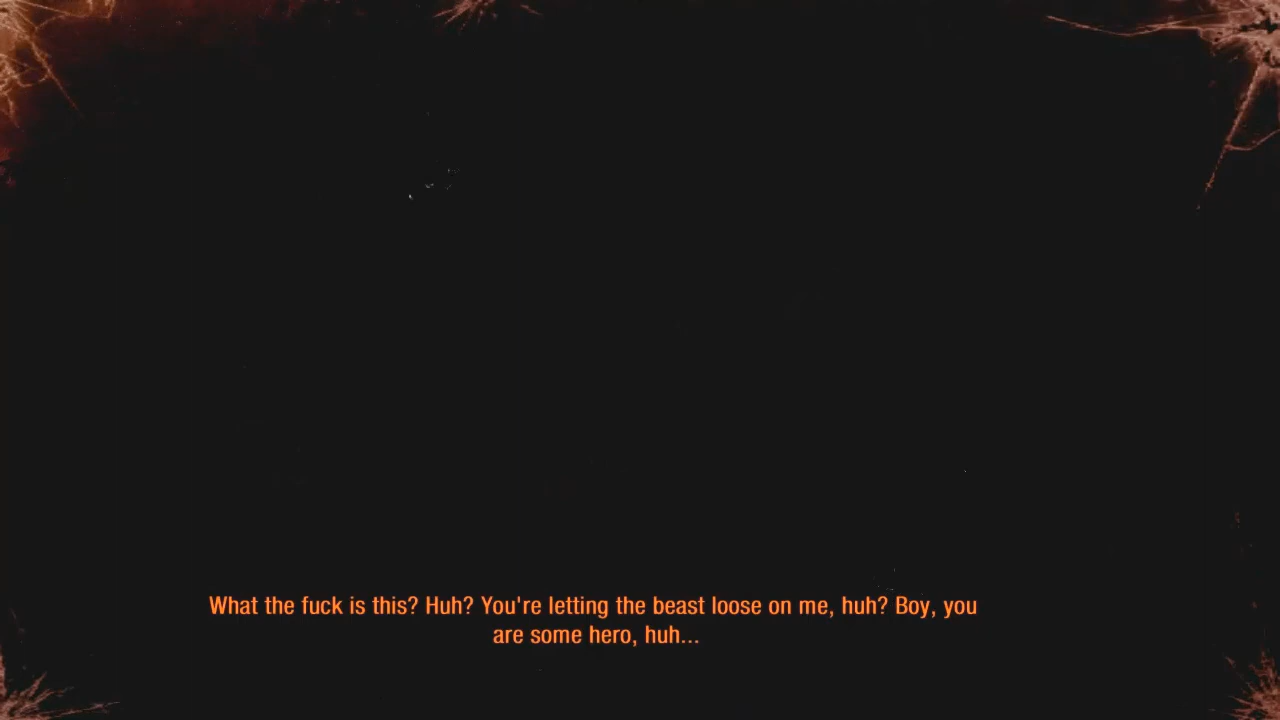 What the fuck is this? Huh? You're letting the beast loose on me, huh? Boy, you
are some hero, huh...